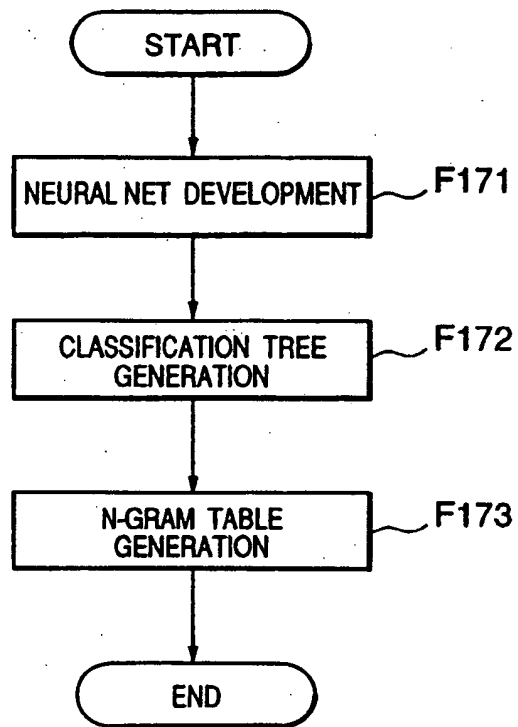 START
NEURAL NET DEVELOPMENT
F171
CLASSIFICATION TREE
GENERATION
F172
N-GRAM TABLE
GENERATION
F173
END